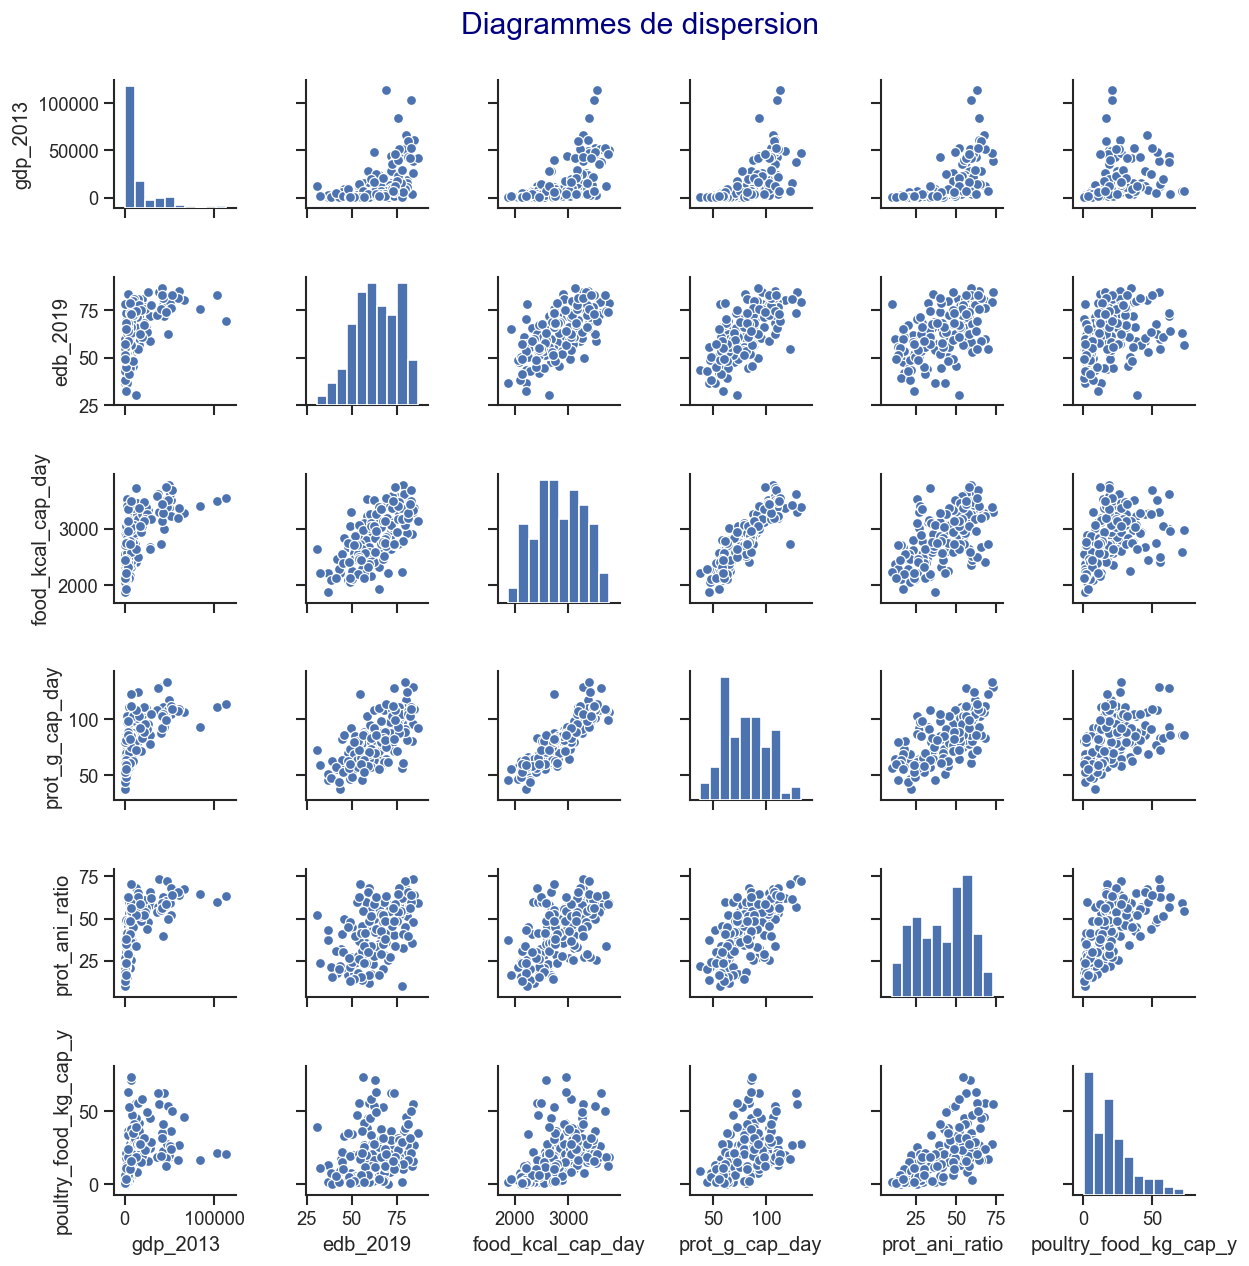 Diagrammes de dispersion
gdp_2013
100000
50000
0
edb_2019
75
50
25
food_kcal_cap_day
3000
2000
prot_g_cap_day
100
50
prot_ani_ratio
75
50
25
poultry_food_kg_cap_y
50
0
0 100000 25 50 75 2000 3000 50 100 25 50 75 0 50
gdp_2013 edb_2019 food_kcal_cap_day prot_g_cap_day prot_ani_ratio poultry_food_kg_cap_y